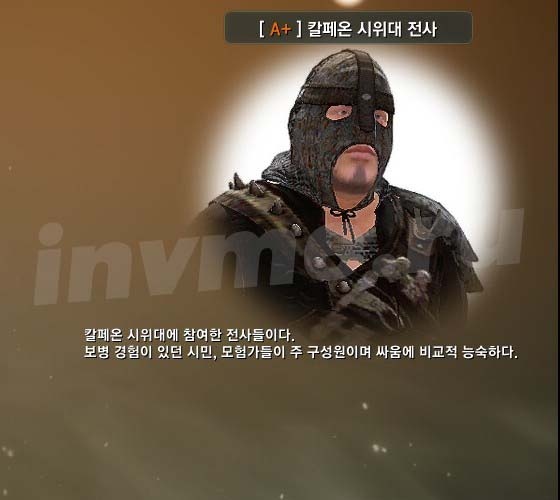 [ A+ ] 칼페온 시위대 전사
invmo.ru
칼페온 시위대에 참여한 전사들이다.
보병 경험이 있던 시민, 모험가들이 주 구성원이며 싸움에 비교적 능숙하다.